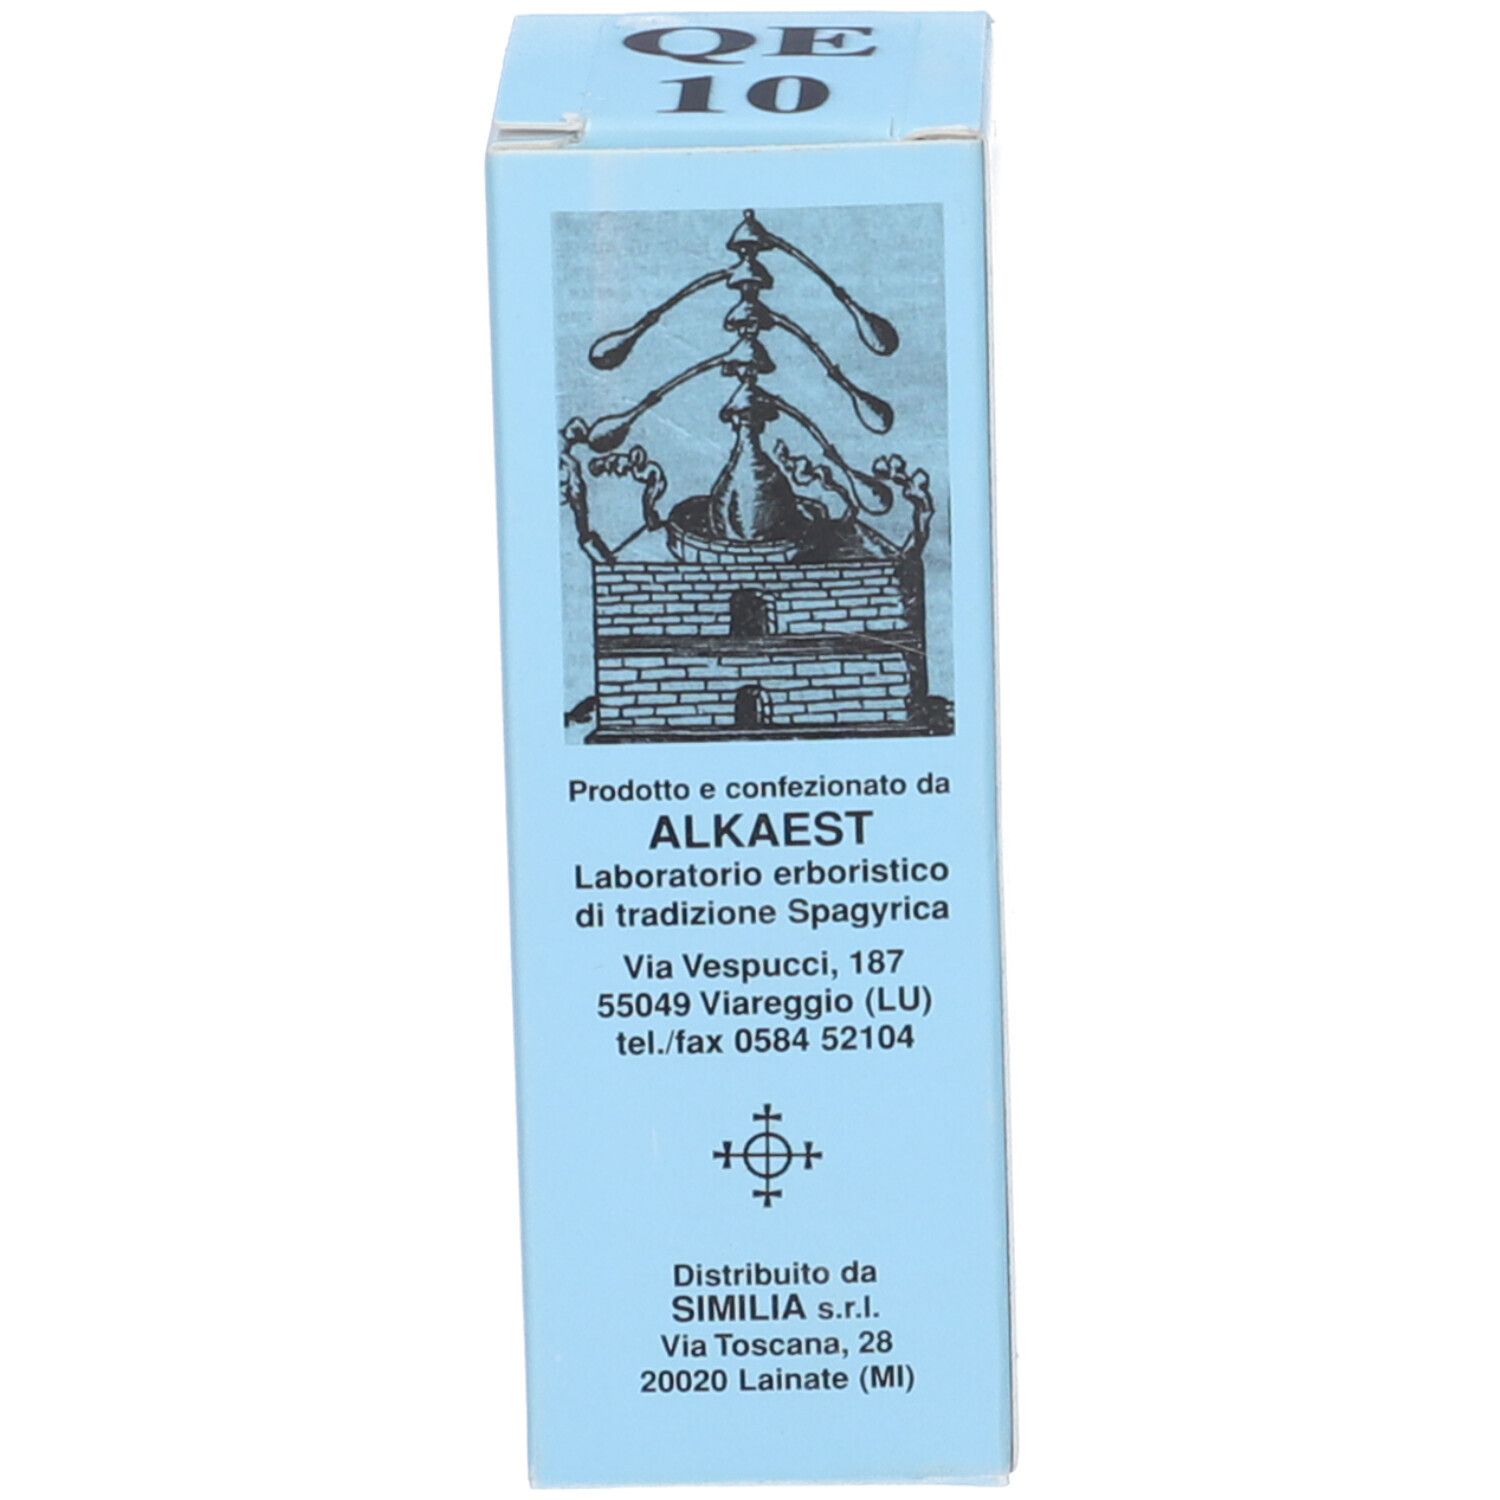 QE
10
Prodotto e confezionato da
ALKAEST
Laboratorio erboristico
di tradizione Spagyrica
Via Vespucci, 187
55049 Viareggio (LU)
tel./fax 0584 52104
Distribuito da
SIMILIA s.r.l.
Via Toscana, 28
20020 Lainate (MI)